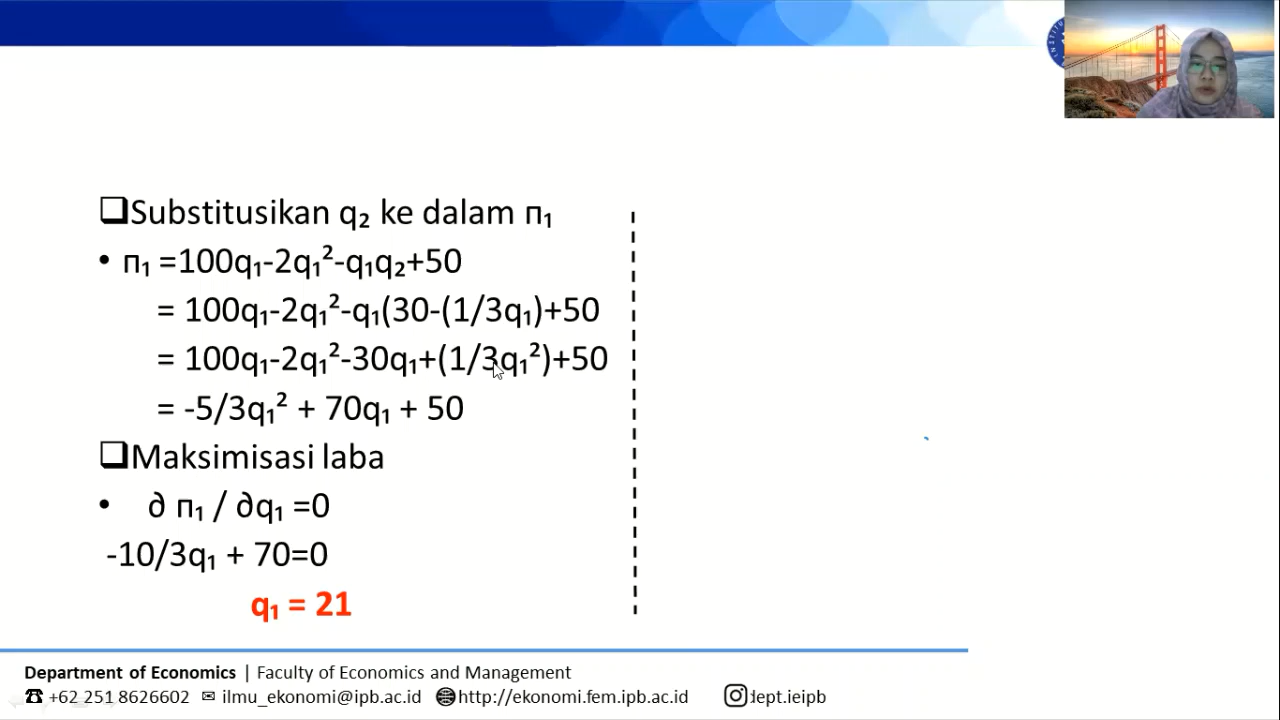 ❑Substitusikan q₂ ke dalam π₁
• π₁ =100q₁-2q₁²-q₁q₂+50
= 100q₁-2q₁²-q₁(30-(1/3q₁)+50
= 100q₁-2q₁²-30q₁+(1/3q₁²)+50
= -5/3q₁² + 70q₁ + 50
❑Maksimisasi laba
• ∂ π₁ / ∂q₁ =0
-10/3q₁ + 70=0
q₁ = 21
Department of Economics | Faculty of Economics and Management
☎ +62 251 8626602 ✉ ilmu_ekonomi@ipb.ac.id http://ekonomi.fem.ipb.ac.id dept.ieipb